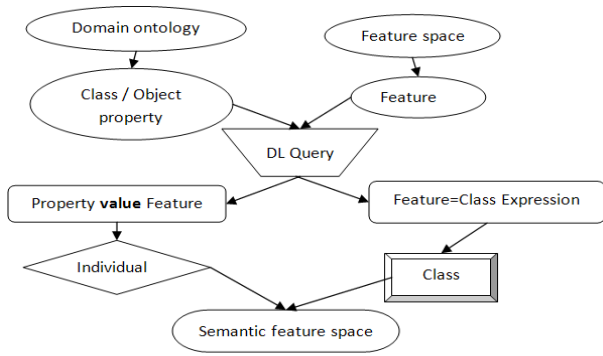 Domain ontology
Feature space
Class / Object
property
Feature
DL Query
Property value Feature
Feature=Class Expression
Individual
Class
Semantic feature space